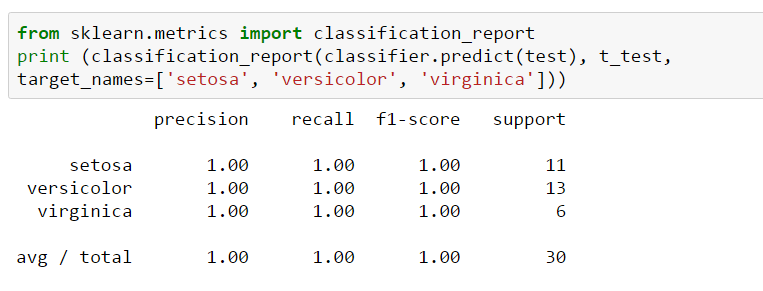 from sklearn.metrics import classification_report
print (classification_report(classifier.predict(test), t_test,
target_names=['setosa', 'versicolor', 'virginica']))
precision recall f1-score support
setosa 1.00 1.00 1.00 11
versicolor 1.00 1.00 1.00 13
virginica 1.00 1.00 1.00 6
avg / total 1.00 1.00 1.00 30